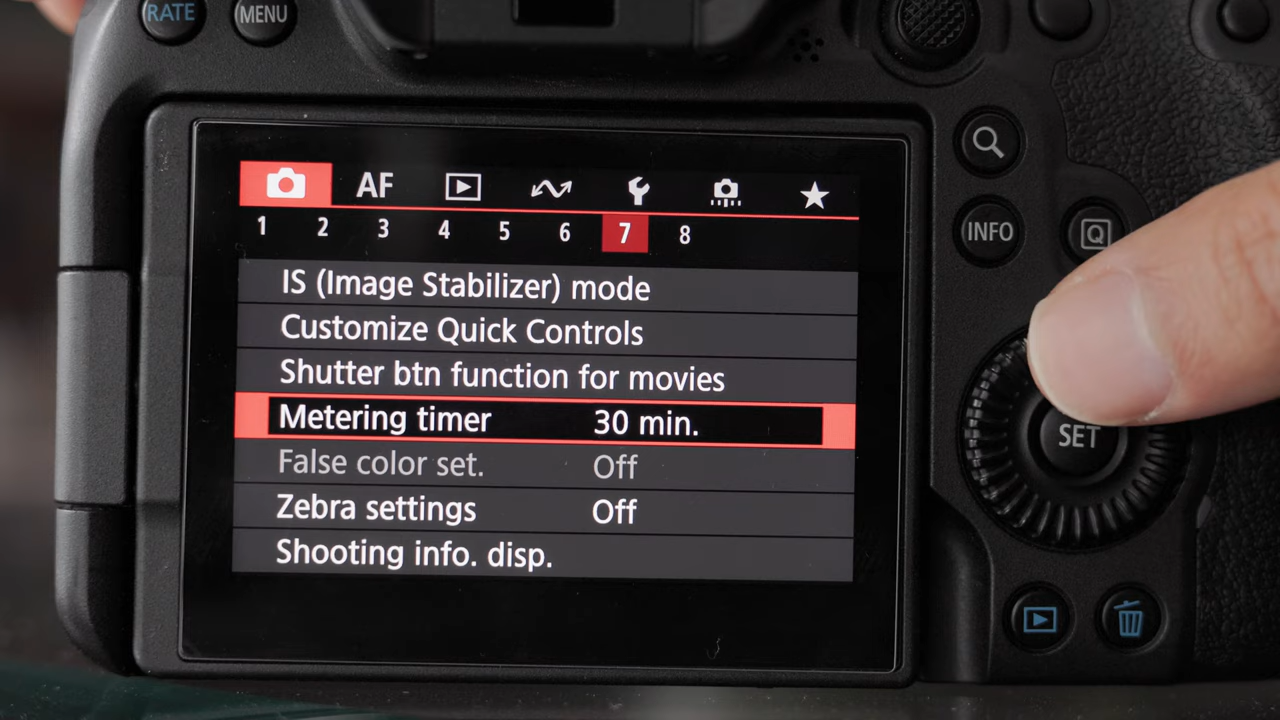 RATE
MENU
AF
1 2 3 4 5 6 7 8
IS (Image Stabilizer) mode
Customize Quick Controls
Shutter btn function for movies
Metering timer 30 min.
False color set. Off
Zebra settings Off
Shooting info. disp.
INFO
Q
SET